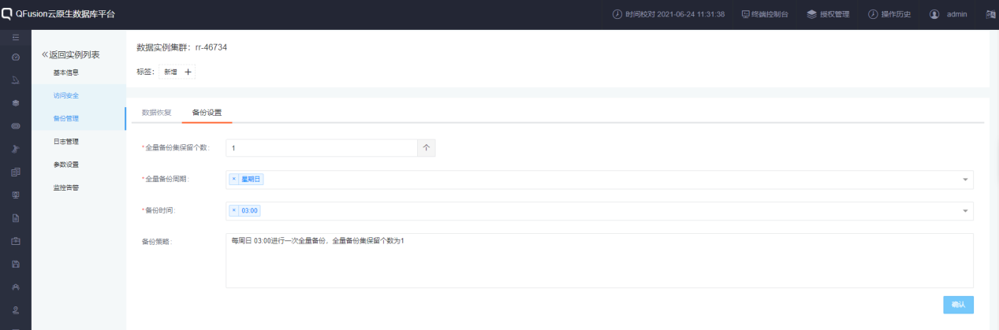 QFusion云原生数据库平台
时间校对 2021-06-24 11:31:38
终端控制台
授权管理
操作历史
admin
返回实例列表
基本信息
访问安全
备份管理
日志管理
参数设置
监控告警
数据实例集群：rr-46734
标签： 新增 +
数据恢复
备份设置
*全量备份集保留个数: 1 个
*全量备份周期: × 星期日
*备份时间: × 03:00
备份策略: 每周日 03:00进行一次全量备份，全量备份集保留个数为1
确认